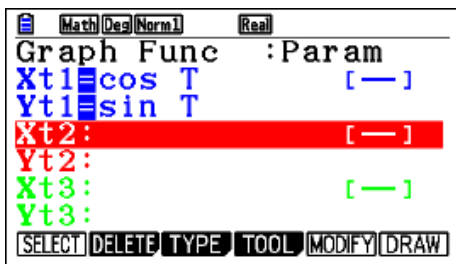 Math Deg Norm1 Real
Graph Func :Param
Xt1=cos T [—]
Yt1=sin T
Xt2: [—]
Yt2:
Xt3: [—]
Yt3:
SELECT DELETE TYPE TOOL MODIFY DRAW